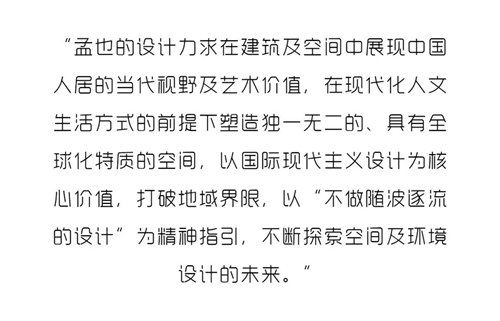 “孟也的设计力求在建筑及空间中展现中国
人居的当代视野及艺术价值，在现代化人文
生活方式的前提下塑造独一无二的、具有全
球化特质的空间，以国际现代主义设计为核
心价值，打破地域界限，以“不做随波逐流
的设计”为精神指引，不断探索空间及环境
设计的未来。”